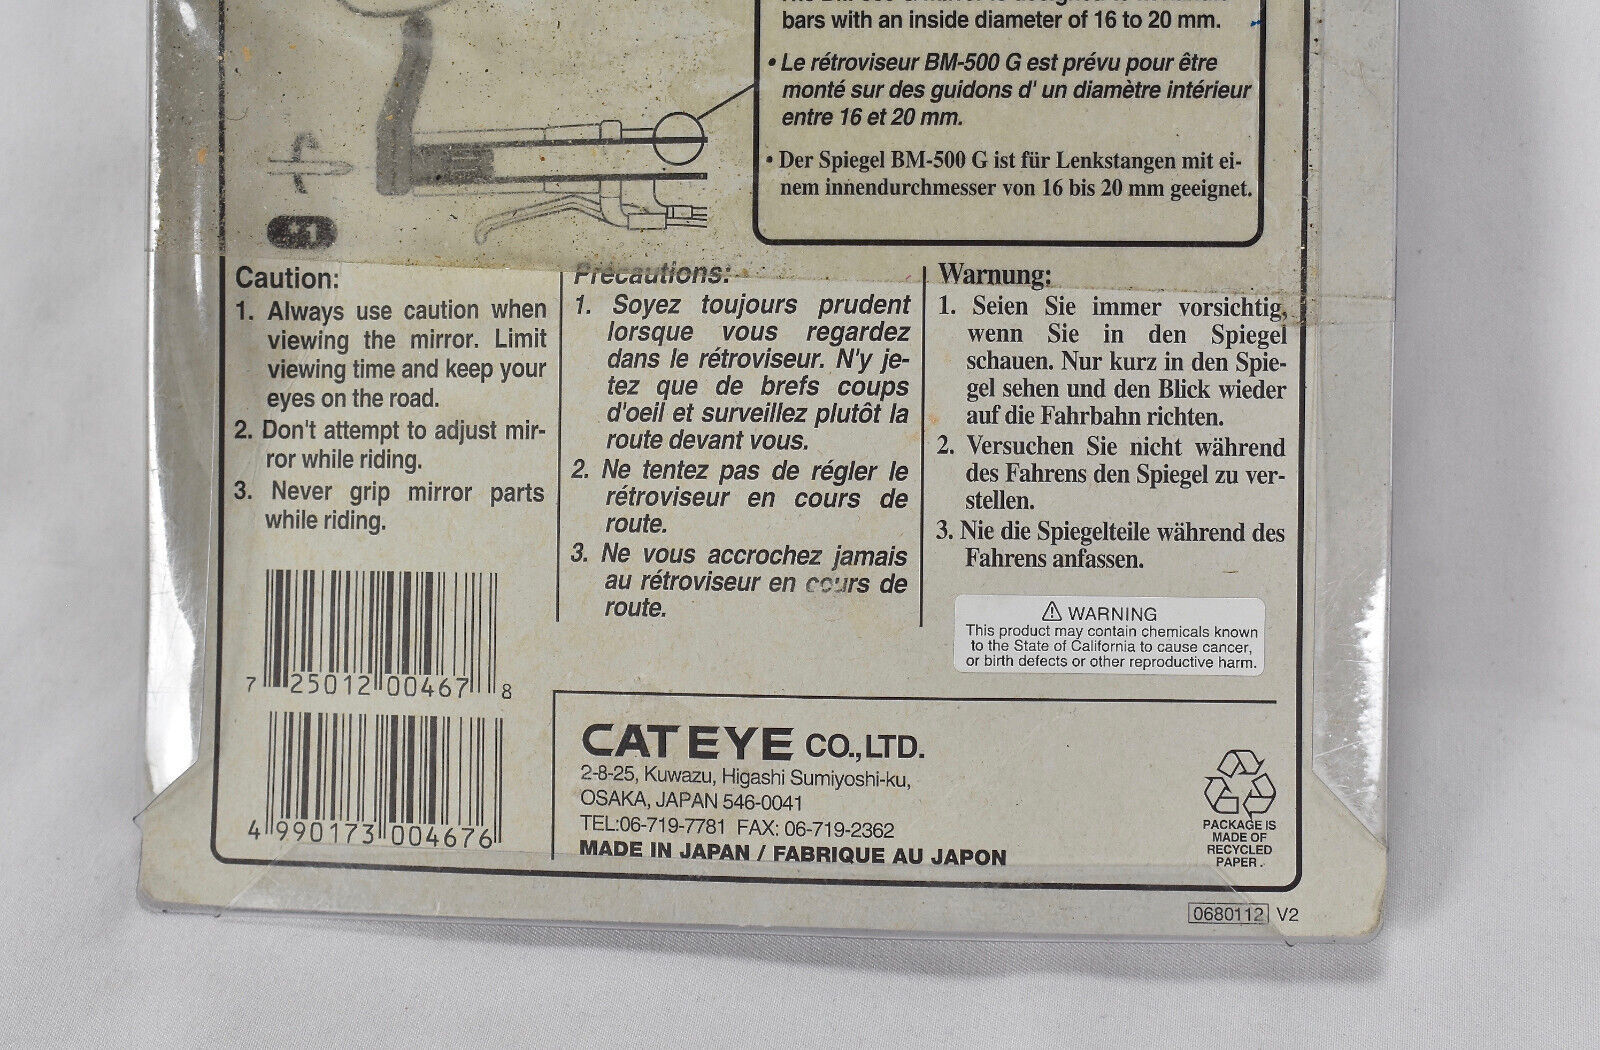 bars with an inside diameter of 16 to 20 mm.
• Le rétroviseur BM-500 G est prévu pour être
monté sur des guidons d' un diamètre intérieur
entre 16 et 20 mm.
• Der Spiegel BM-500 G ist für Lenkstangen mit ei-
nem innendurchmesser von 16 bis 20 mm geeignet.
Caution:
1. Always use caution when
viewing the mirror. Limit
viewing time and keep your
eyes on the road.
2. Don't attempt to adjust mir-
ror while riding.
3. Never grip mirror parts
while riding.
Précautions:
1. Soyez toujours prudent
lorsque vous regardez
dans le rétroviseur. N'y je-
tez que de brefs coups
d'oeil et surveillez plutôt la
route devant vous.
2. Ne tentez pas de régler le
rétroviseur en cours de
route.
3. Ne vous accrochez jamais
au rétroviseur en cours de
route.
Warnung:
1. Seien Sie immer vorsichtig,
wenn Sie in den Spiegel
schauen. Nur kurz in den Spie-
gel sehen und den Blick wieder
auf die Fahrbahn richten.
2. Versuchen Sie nicht während
des Fahrens den Spiegel zu ver-
stellen.
3. Nie die Spiegelteile während des
Fahrens anfassen.
⚠ WARNING
This product may contain chemicals known
to the State of California to cause cancer,
or birth defects or other reproductive harm.
7 25012 00467 8
4 990173 004676
CAT EYE CO.,LTD.
2-8-25, Kuwazu, Higashi Sumiyoshi-ku,
OSAKA, JAPAN 546-0041
TEL:06-719-7781 FAX: 06-719-2362
MADE IN JAPAN / FABRIQUE AU JAPON
PACKAGE IS
MADE OF
RECYCLED
PAPER.
0680112 V2